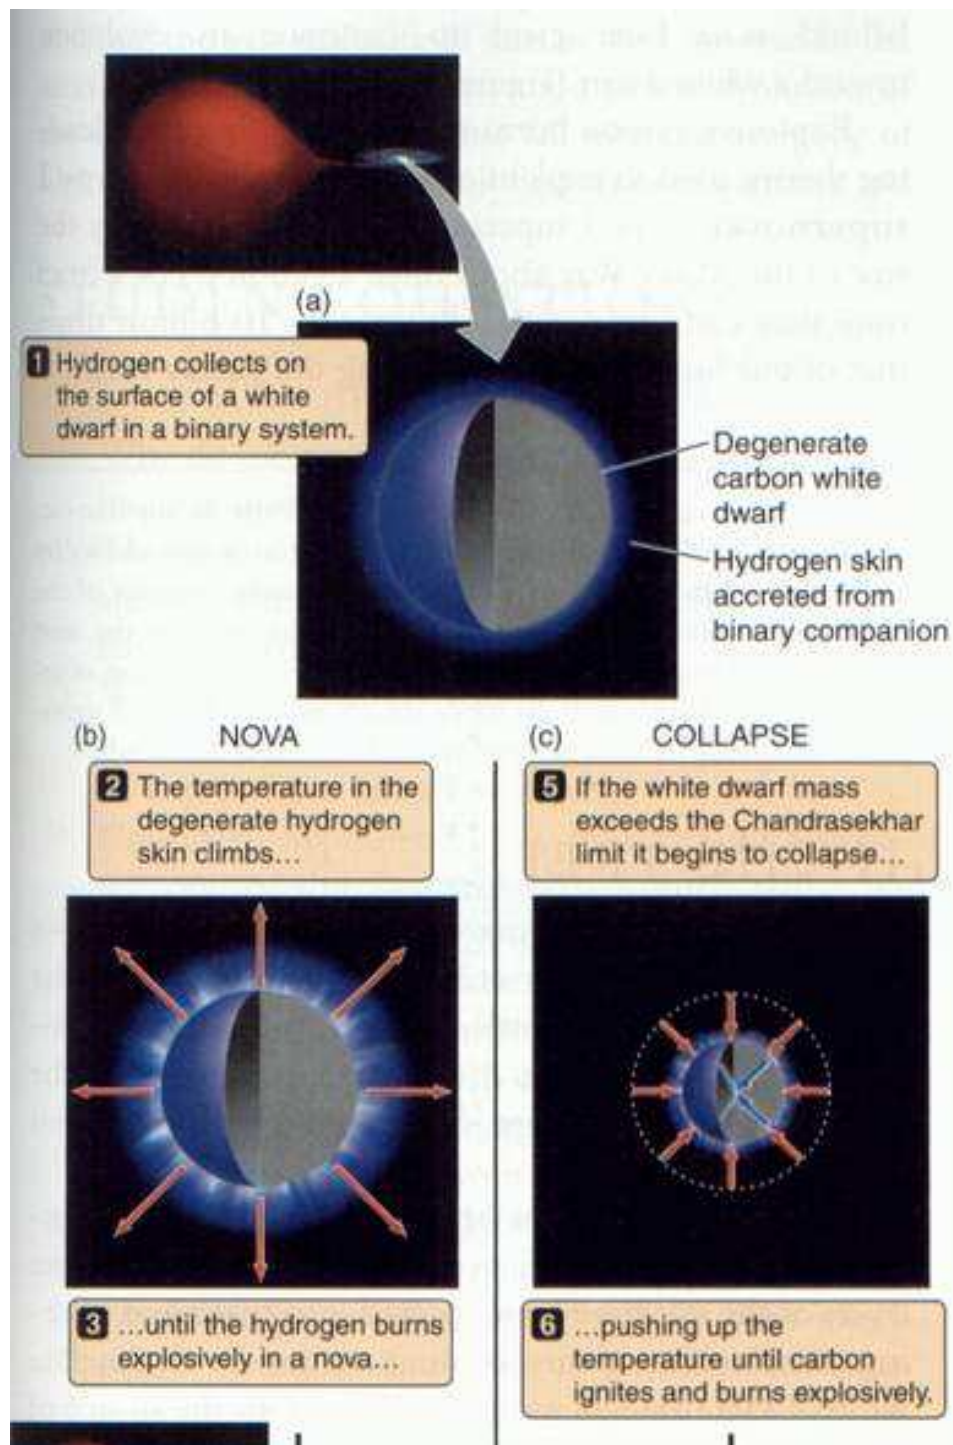 (a)
1 Hydrogen collects on
the surface of a white
dwarf in a binary system.
Degenerate
carbon white
dwarf
Hydrogen skin
accreted from
binary companion
(b) NOVA
2 The temperature in the
degenerate hydrogen
skin climbs...
3 ...until the hydrogen burns
explosively in a nova...
(c) COLLAPSE
5 If the white dwarf mass
exceeds the Chandrasekhar
limit it begins to collapse...
6 ...pushing up the
temperature until carbon
ignites and burns explosively.